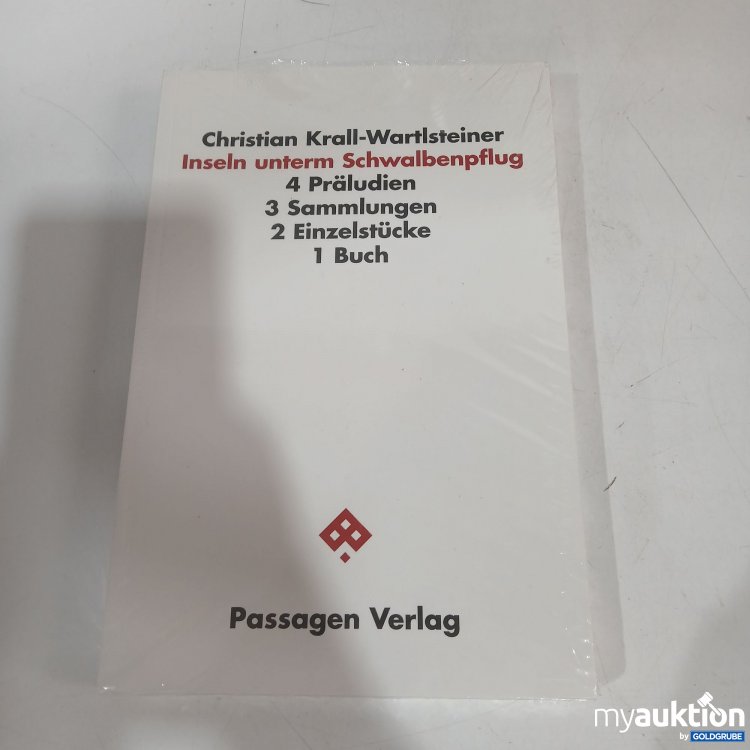 Christian Krall-Wartlsteiner
Inseln unterm Schwalbenpflug
4 Präludien
3 Sammlungen
2 Einzelstücke
1 Buch
Passagen Verlag
myauktion
by GOLDGRUBE